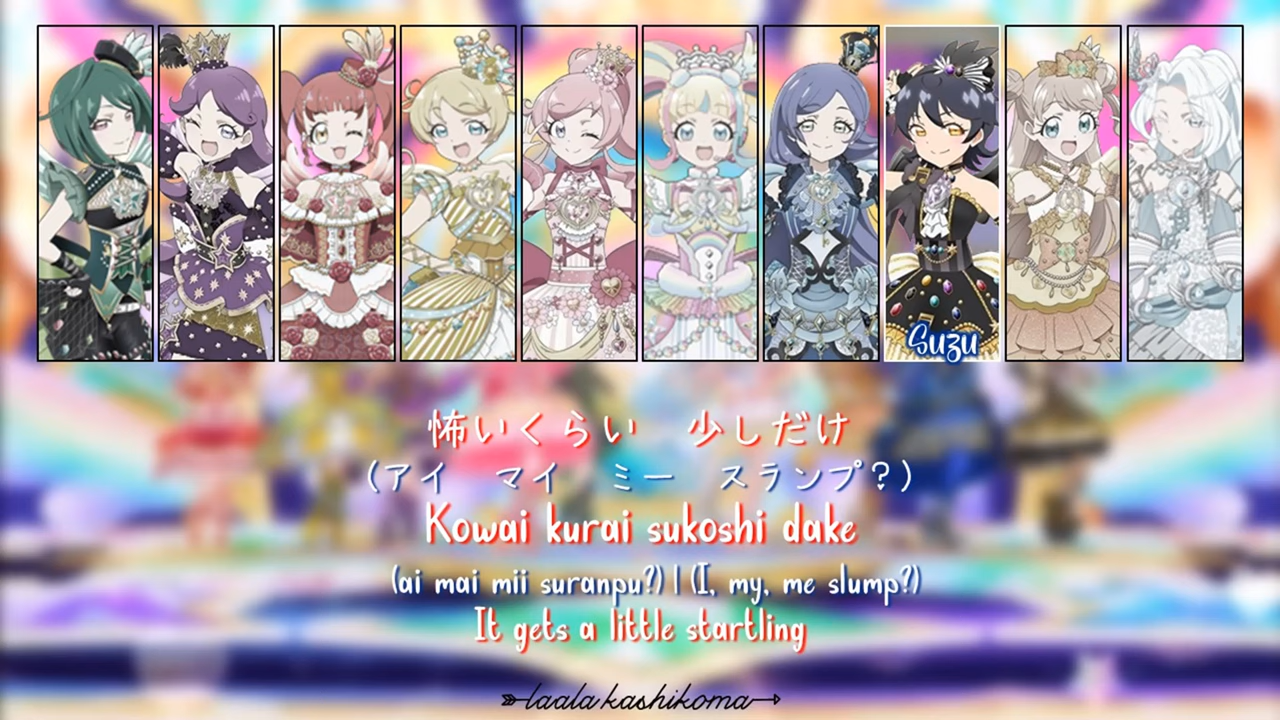 Suzu
怖いくらい　少しだけ
（アイ　マイ　ミー　スランプ？）
Kowai kurai sukoshi dake
(ai mai mii suranpu?) | (I, my, me slump?)
It gets a little startling
laala kashikoma